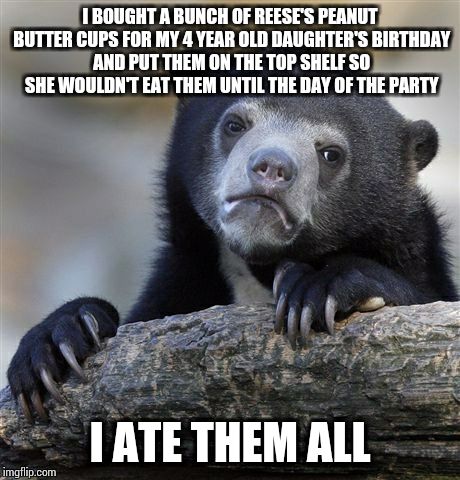 I BOUGHT A BUNCH OF REESE'S PEANUT
BUTTER CUPS FOR MY 4 YEAR OLD DAUGHTER'S BIRTHDAY
AND PUT THEM ON THE TOP SHELF SO
SHE WOULDN'T EAT THEM UNTIL THE DAY OF THE PARTY
I ATE THEM ALL
imgflip.com